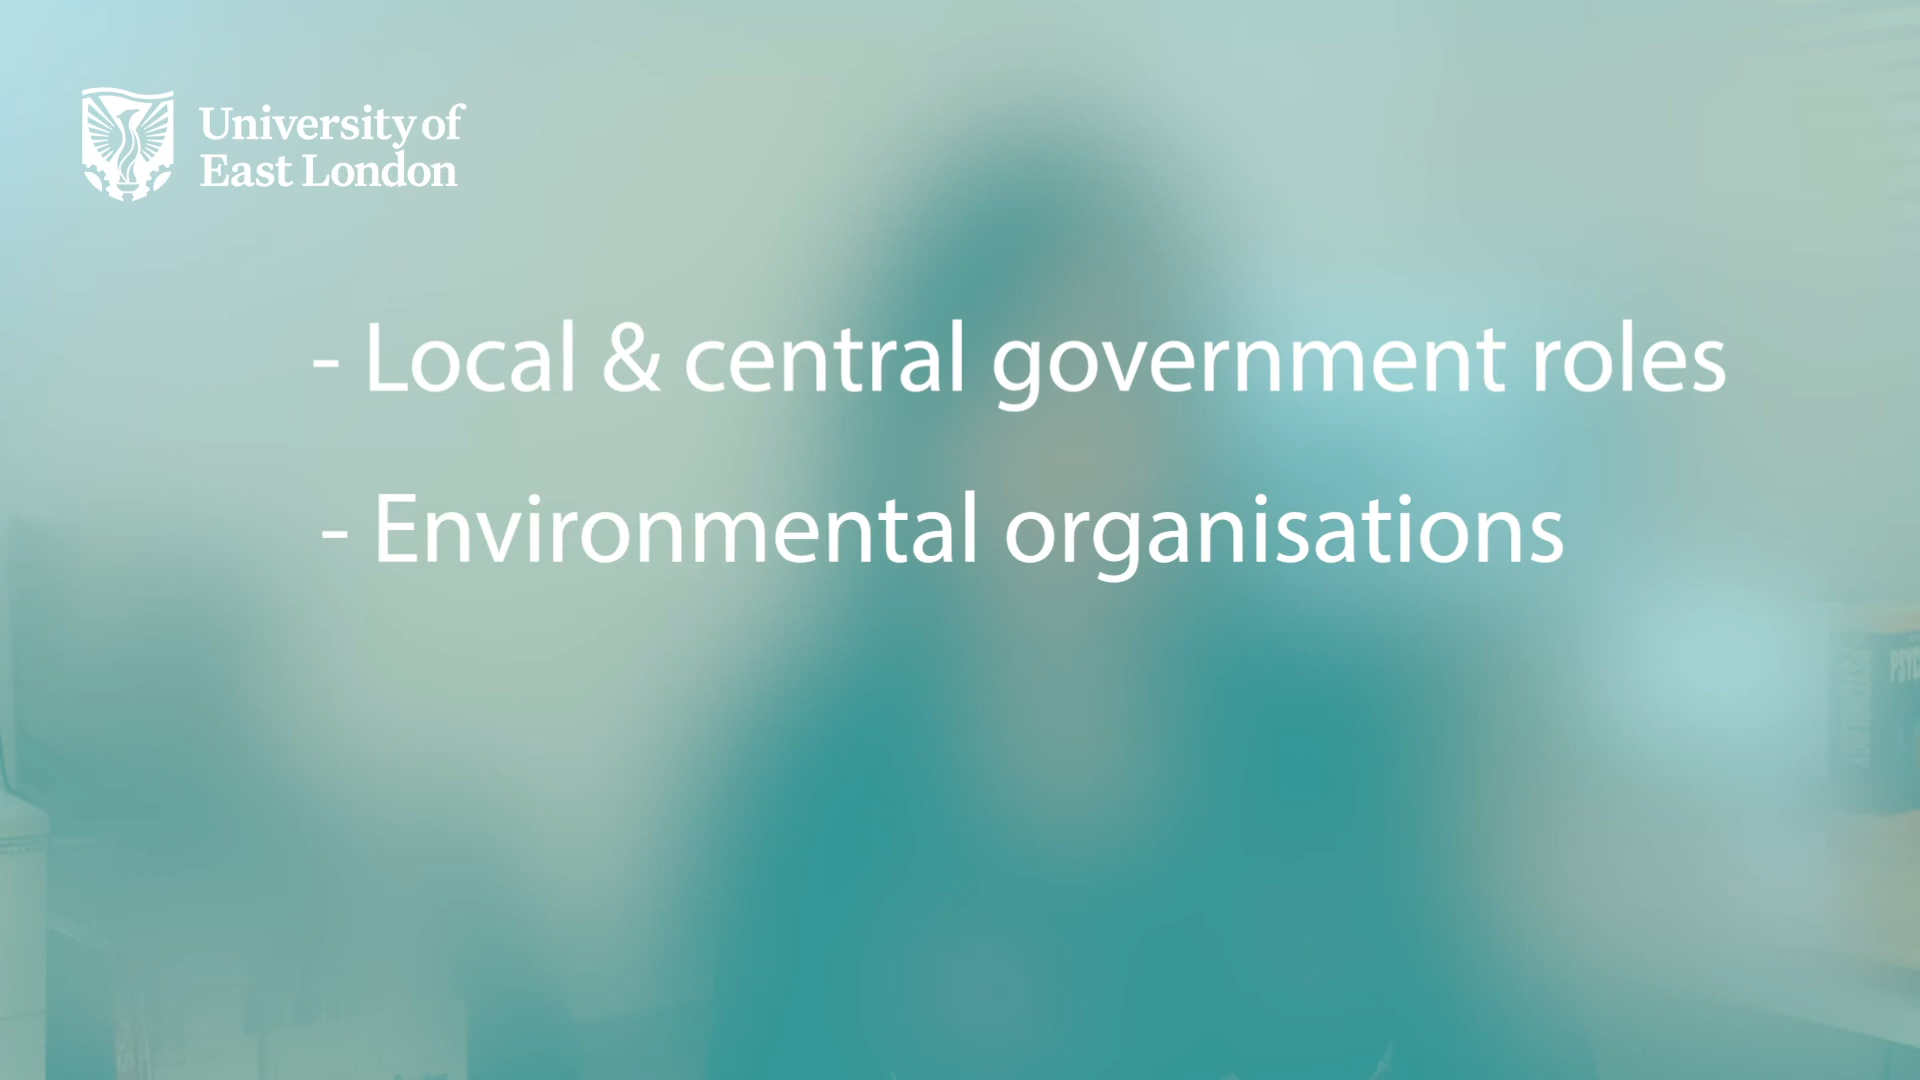 University of
East London
- Local & central government roles
- Environmental organisations